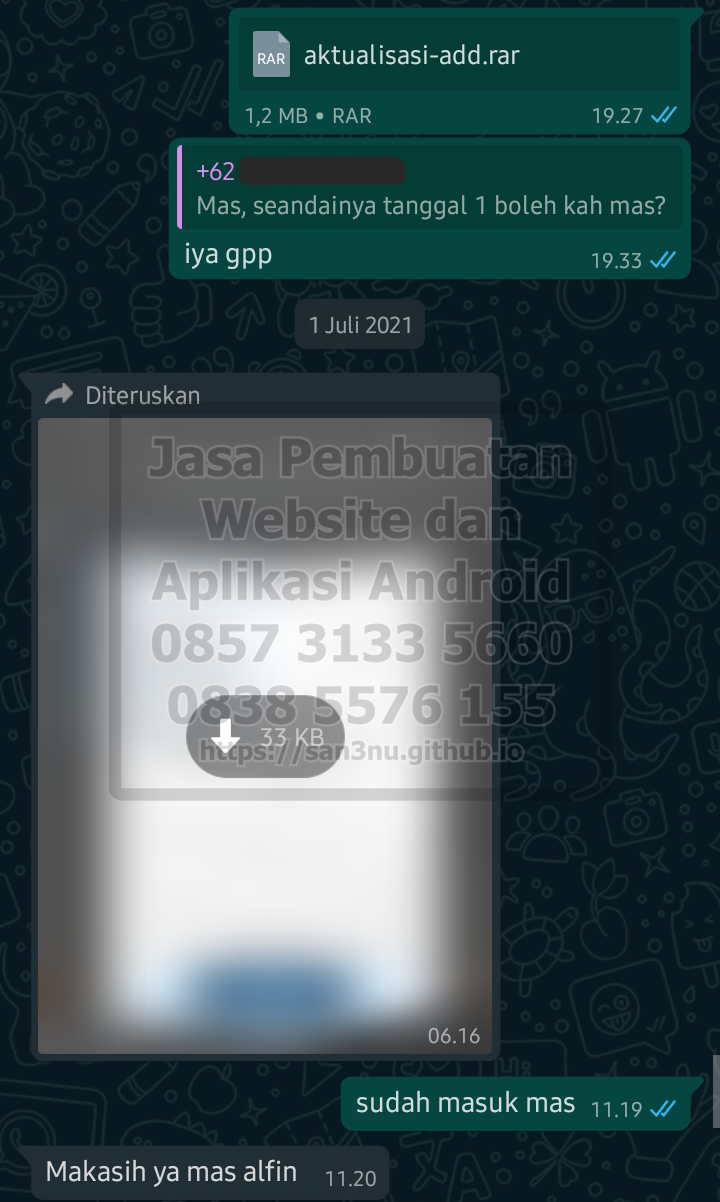 RAR
aktualisasi-add.rar
1,2 MB • RAR
19.27
+62
Mas, seandainya tanggal 1 boleh kah mas?
iya gpp
19.33
1 Juli 2021
Diteruskan
Jasa Pembuatan
Website dan
Aplikasi Android
0857 3133 5660
0838 5576 155
33 KB
https://san3nu.github.io
06.16
sudah masuk mas
11.19
Makasih ya mas alfin
11.20